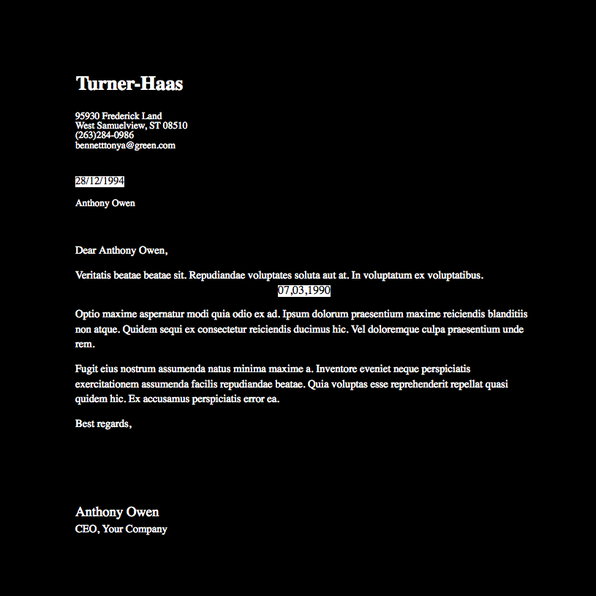 Turner-Haas
95930 Frederick Land
West Samuelview, ST 08510
(263)284-0986
bennetttonya@green.com
28/12/1994
Anthony Owen
Dear Anthony Owen,
Veritatis beatae beatae sit. Repudiandae voluptates soluta aut at. In voluptatum ex voluptatibus.
07,03,1990
Optio maxime aspernatur modi quia odio ex ad. Ipsum dolorum praesentium maxime reiciendis blanditiis
non atque. Quidem sequi ex consectetur reiciendis ducimus hic. Vel doloremque culpa praesentium unde
rem.
Fugit eius nostrum assumenda natus minima maxime a. Inventore eveniet neque perspiciatis
exercitationem assumenda facilis repudiandae beatae. Quia voluptas esse reprehenderit repellat quasi
quidem hic. Ex accusamus perspiciatis error ea.
Best regards,
Anthony Owen
CEO, Your Company